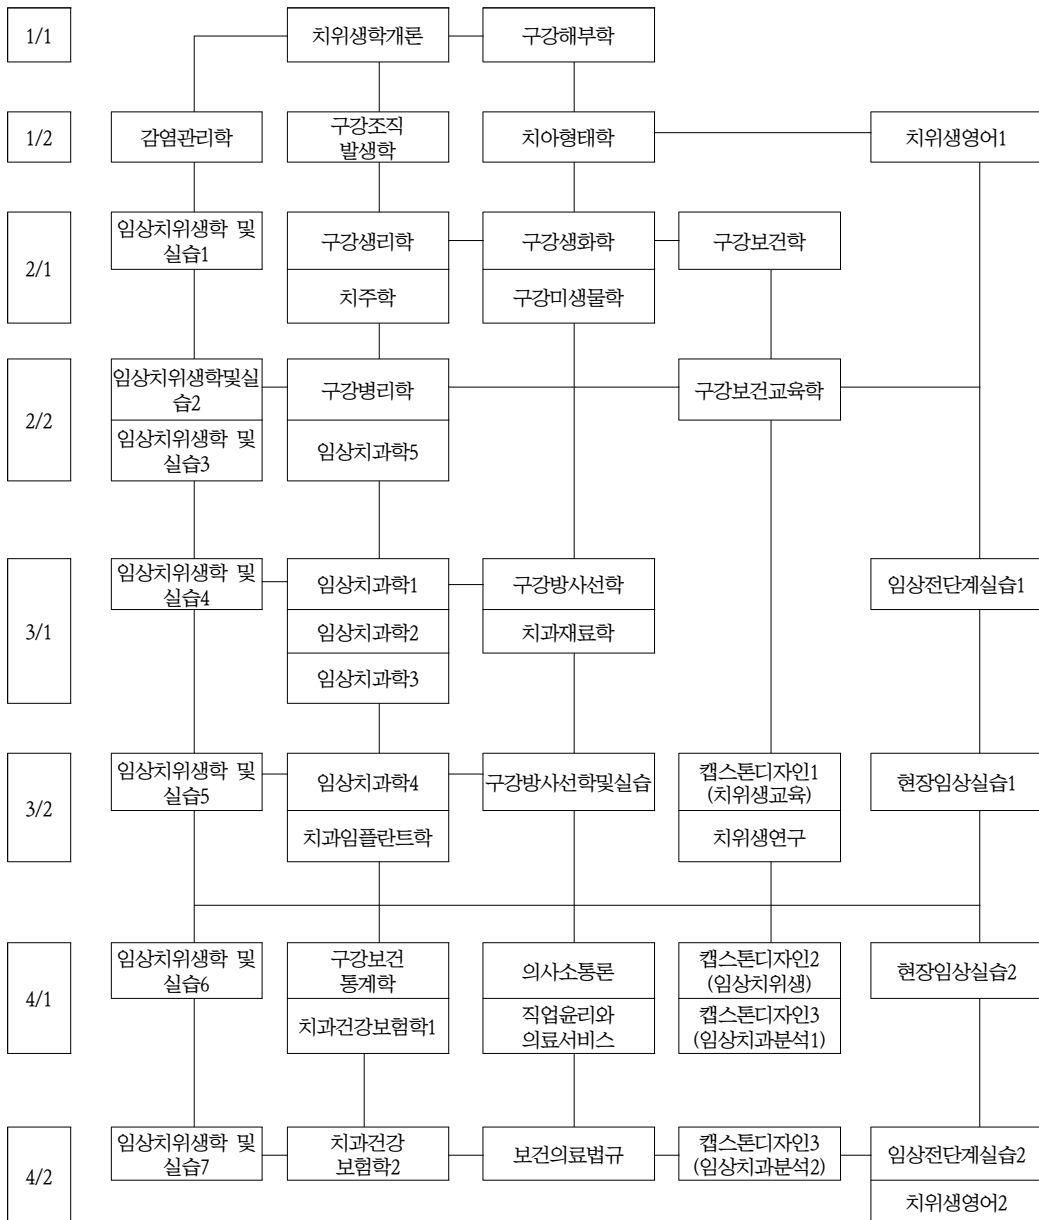 1/1
치위생학개론
구강해부학
1/2
감염관리학
구강조직
발생학
치아형태학
치위생영어1
2/1
임상치위생학 및
실습1
구강생리학
구강생화학
구강보건학
치주학
구강미생물학
2/2
임상치위생학및실
습2
구강병리학
구강보건교육학
임상치위생학 및
실습3
임상치과학5
3/1
임상치위생학 및
실습4
임상치과학1
구강방사선학
임상전단계실습1
임상치과학2
치과재료학
임상치과학3
3/2
임상치위생학 및
실습5
임상치과학4
구강방사선학및실습
캡스톤디자인1
(치위생교육)
현장임상실습1
치과임플란트학
치위생연구
4/1
임상치위생학 및
실습6
구강보건
통계학
의사소통론
캡스톤디자인2
(임상치위생)
현장임상실습2
치과건강보험학1
직업윤리와
의료서비스
캡스톤디자인3
(임상치과분석1)
4/2
임상치위생학 및
실습7
치과건강
보험학2
보건의료법규
캡스톤디자인3
(임상치과분석2)
임상전단계실습2
치위생영어2